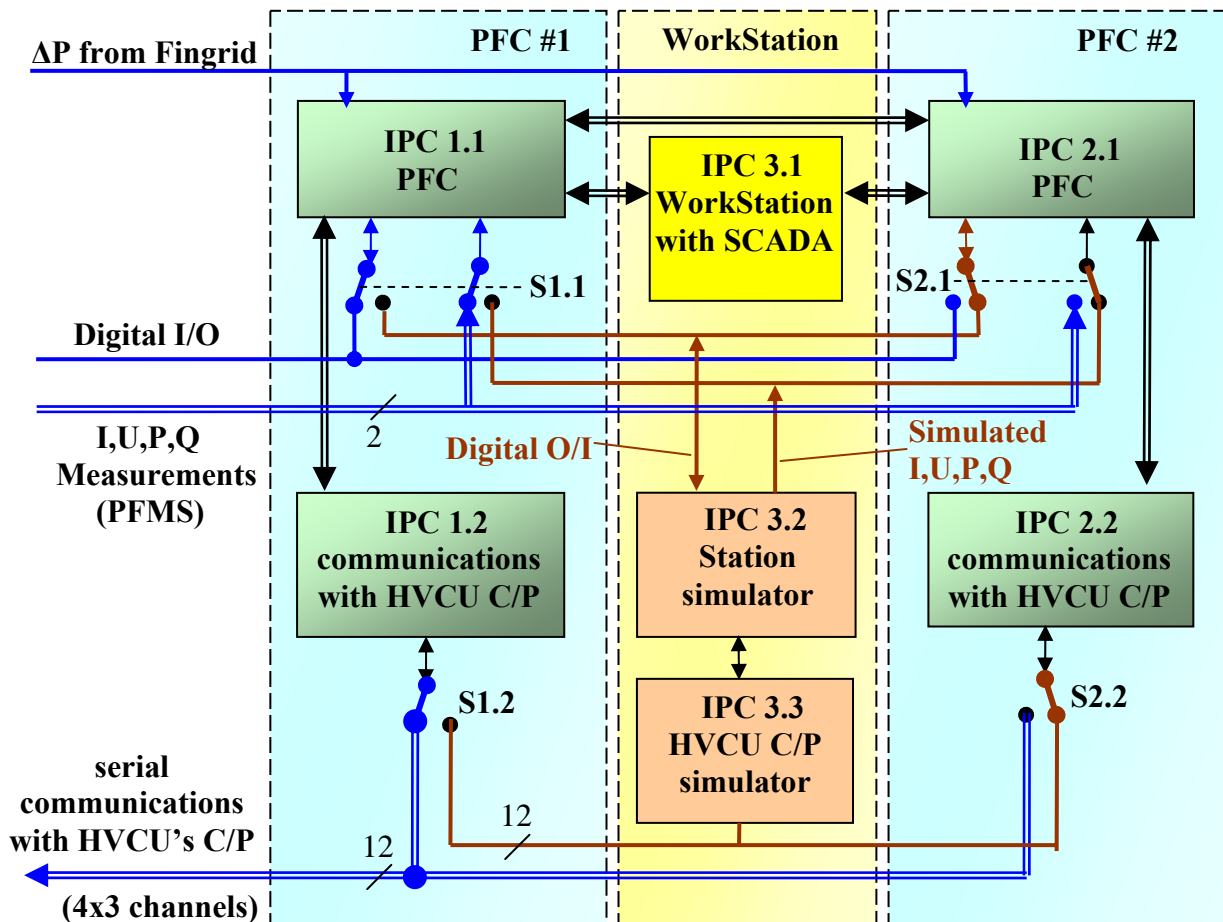 PFC #1
WorkStation
PFC #2
ΔP from Fingrid
IPC 1.1
PFC
IPC 3.1
WorkStation
with SCADA
IPC 2.1
PFC
S1.1
S2.1
Digital I/O
2
I,U,P,Q
Measurements
(PFMS)
Digital O/I
Simulated
I,U,P,Q
IPC 1.2
communications
with HVCU C/P
IPC 3.2
Station
simulator
IPC 2.2
communications
with HVCU C/P
S1.2
IPC 3.3
HVCU C/P
simulator
S2.2
serial
communications
with HVCU's C/P
12
12
(4x3 channels)